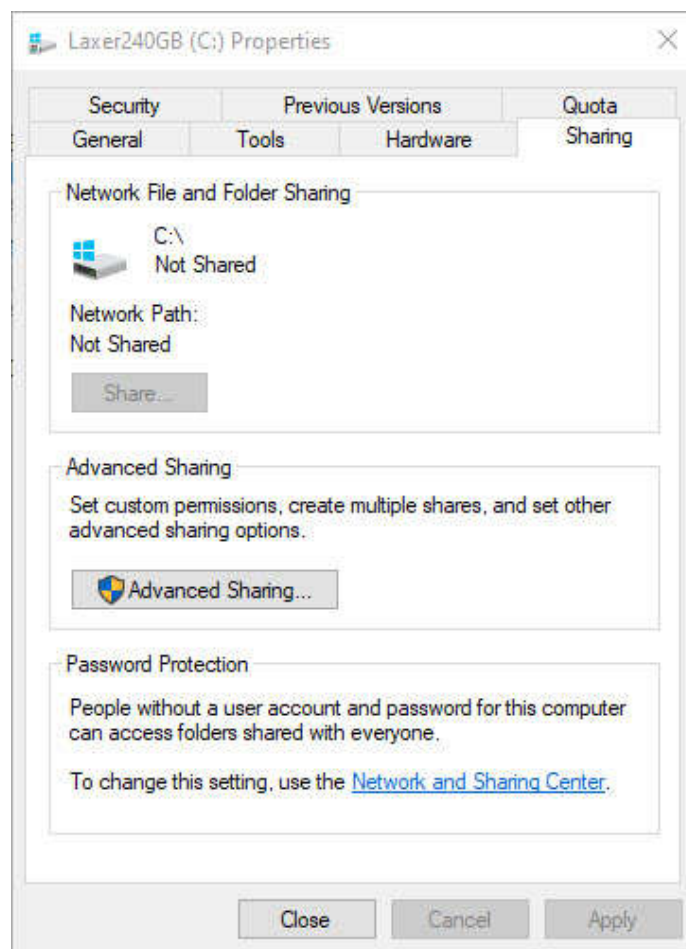 Laxer240GB (C:) Properties
Security Previous Versions Quota
General Tools Hardware Sharing
Network File and Folder Sharing
C:\
Not Shared
Network Path:
Not Shared
Share...
Advanced Sharing
Set custom permissions, create multiple shares, and set other
advanced sharing options.
Advanced Sharing...
Password Protection
People without a user account and password for this computer
can access folders shared with everyone.
To change this setting, use the Network and Sharing Center.
Close Cancel Apply